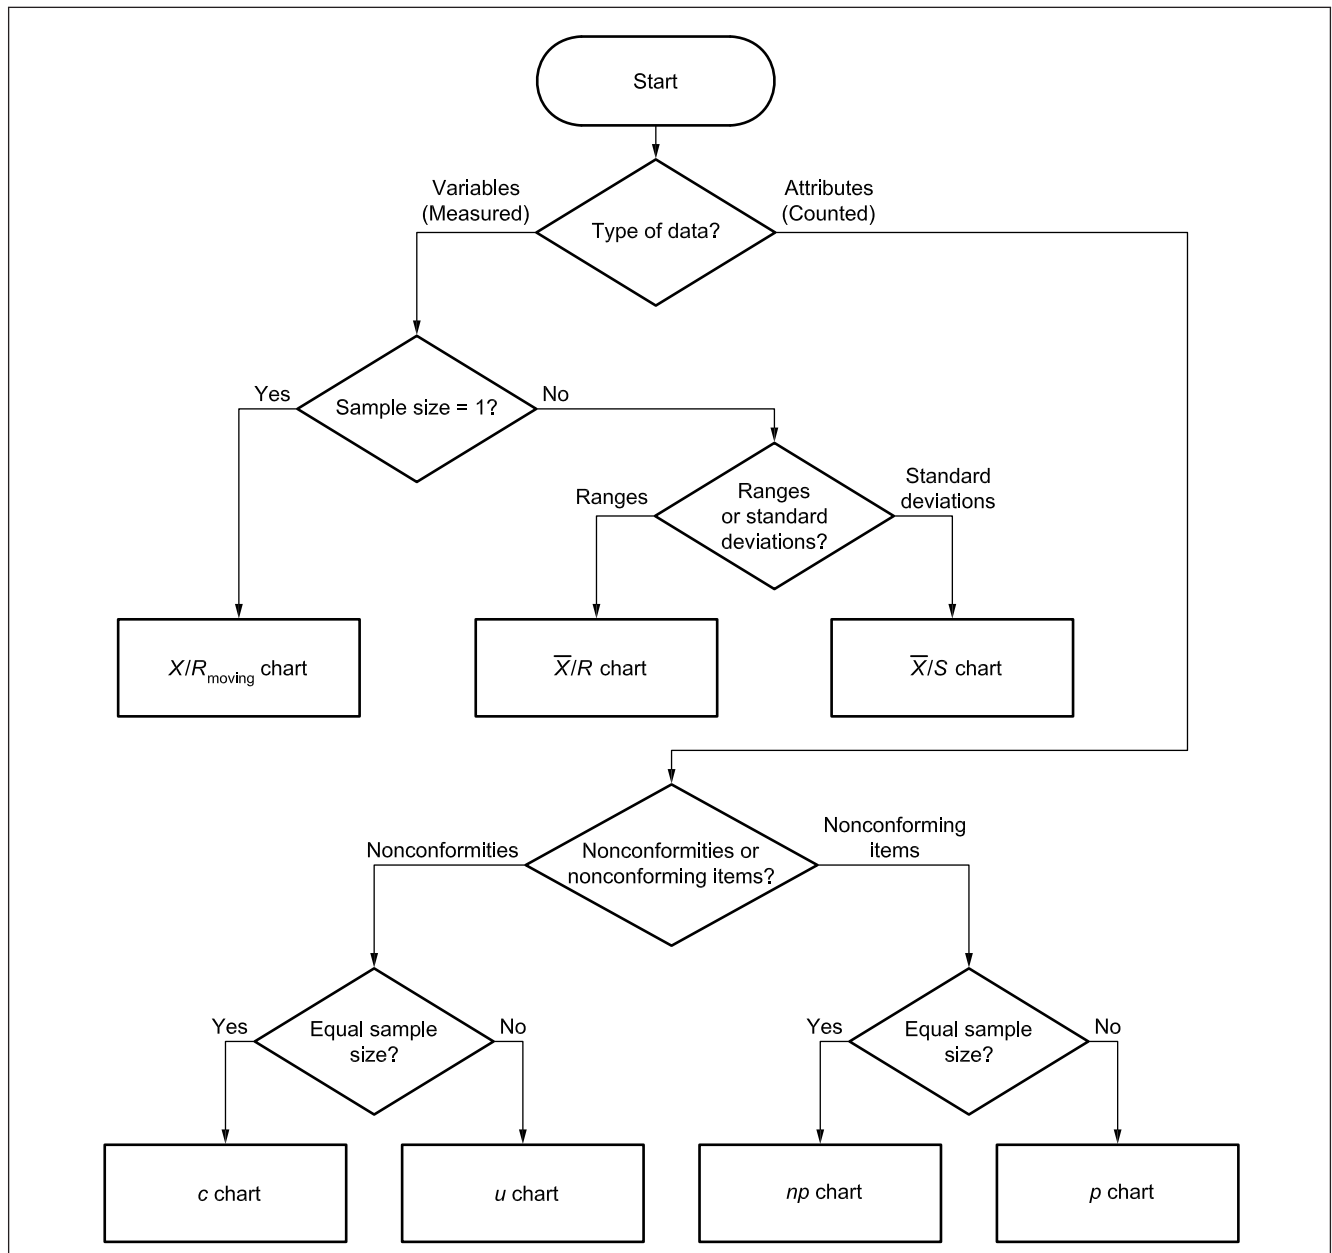 Start
Variables
(Measured)
Attributes
(Counted)
Type of data?
Yes
Sample size = 1?
No
Ranges
Ranges
or standard
deviations?
Standard
deviations
X/Rmoving chart
X̅/R chart
X̅/S chart
Nonconformities
Nonconformities or
nonconforming items?
Nonconforming
items
Yes
Equal sample
size?
No
Yes
Equal sample
size?
No
c chart
u chart
np chart
p chart